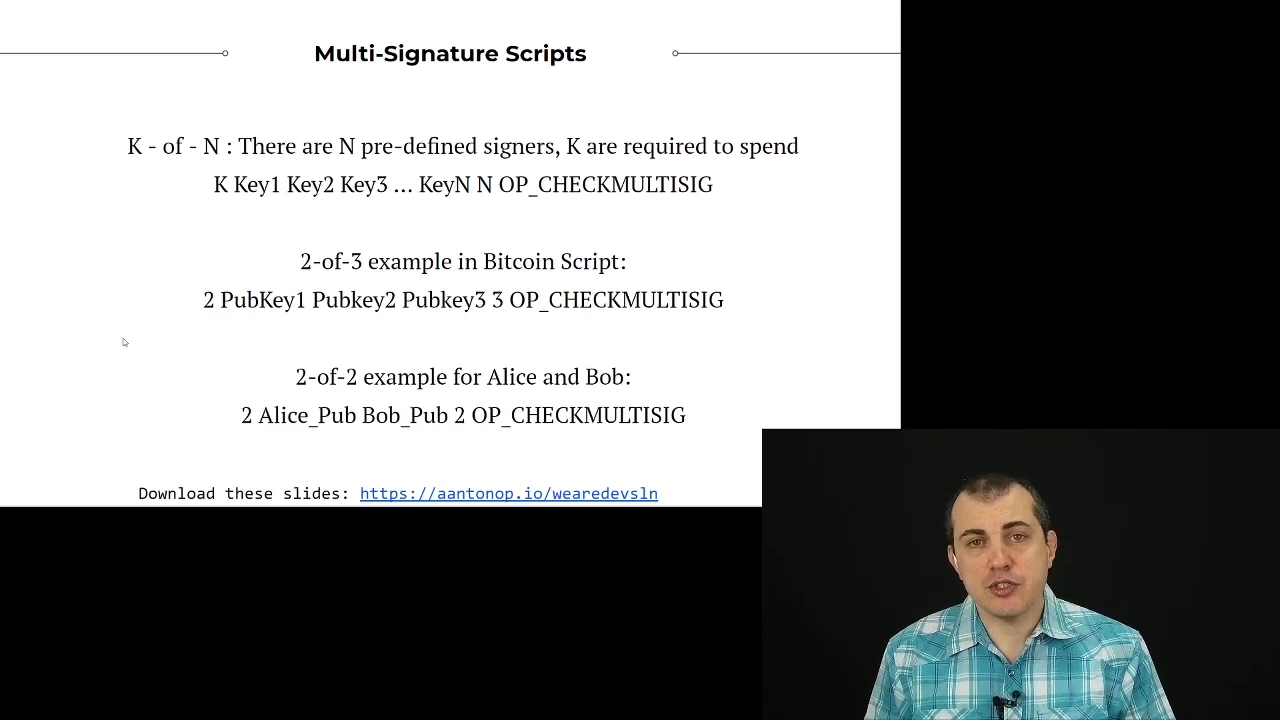 Multi-Signature Scripts
K - of - N : There are N pre-defined signers, K are required to spend
K Key1 Key2 Key3 ... KeyN N OP_CHECKMULTISIG
2-of-3 example in Bitcoin Script:
2 PubKey1 Pubkey2 Pubkey3 3 OP_CHECKMULTISIG
2-of-2 example for Alice and Bob:
2 Alice_Pub Bob_Pub 2 OP_CHECKMULTISIG
Download these slides: https://aantonop.io/wearedevsln